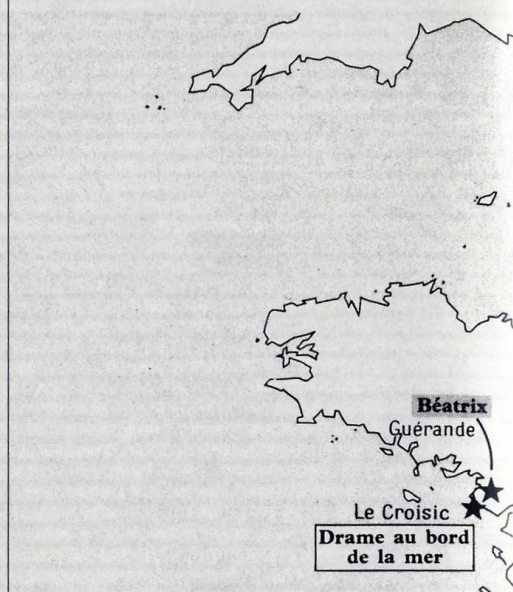 Béatrix
Guérande
Le Croisic
Drame au bord
de la mer